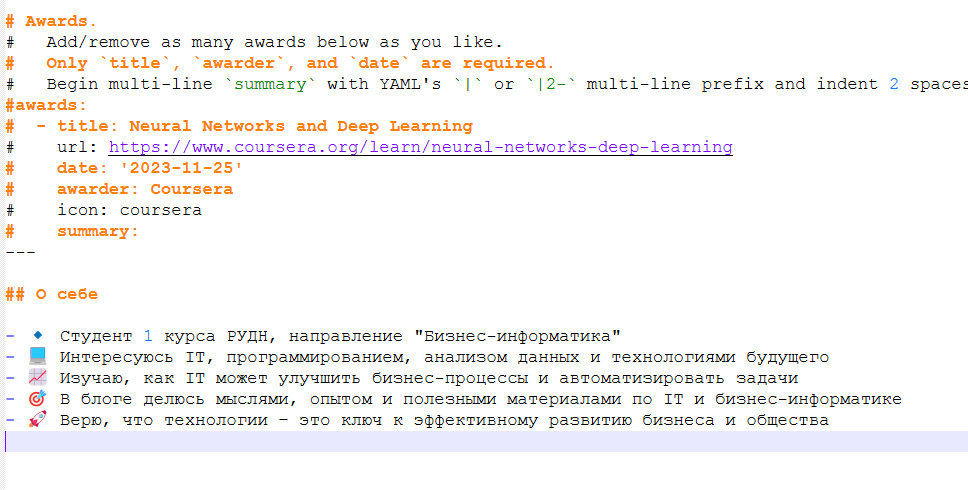 # Awards.
#   Add/remove as many awards below as you like.
#   Only `title`, `awarder`, and `date` are required.
#   Begin multi-line `summary` with YAML's `|` or `|2-` multi-line prefix and indent 2 spaces
#awards:
#  - title: Neural Networks and Deep Learning
#    url: https://www.coursera.org/learn/neural-networks-deep-learning
#    date: '2023-11-25'
#    awarder: Coursera
#    icon: coursera
#    summary:
---
## О себе
- 🔹 Студент 1 курса РУДН, направление "Бизнес-информатика"
- 💻 Интересуюсь IT, программированием, анализом данных и технологиями будущего
- 📈 Изучаю, как IT может улучшить бизнес-процессы и автоматизировать задачи
- 🎯 В блоге делюсь мыслями, опытом и полезными материалами по IT и бизнес-информатике
- 🚀 Верю, что технологии – это ключ к эффективному развитию бизнеса и общества